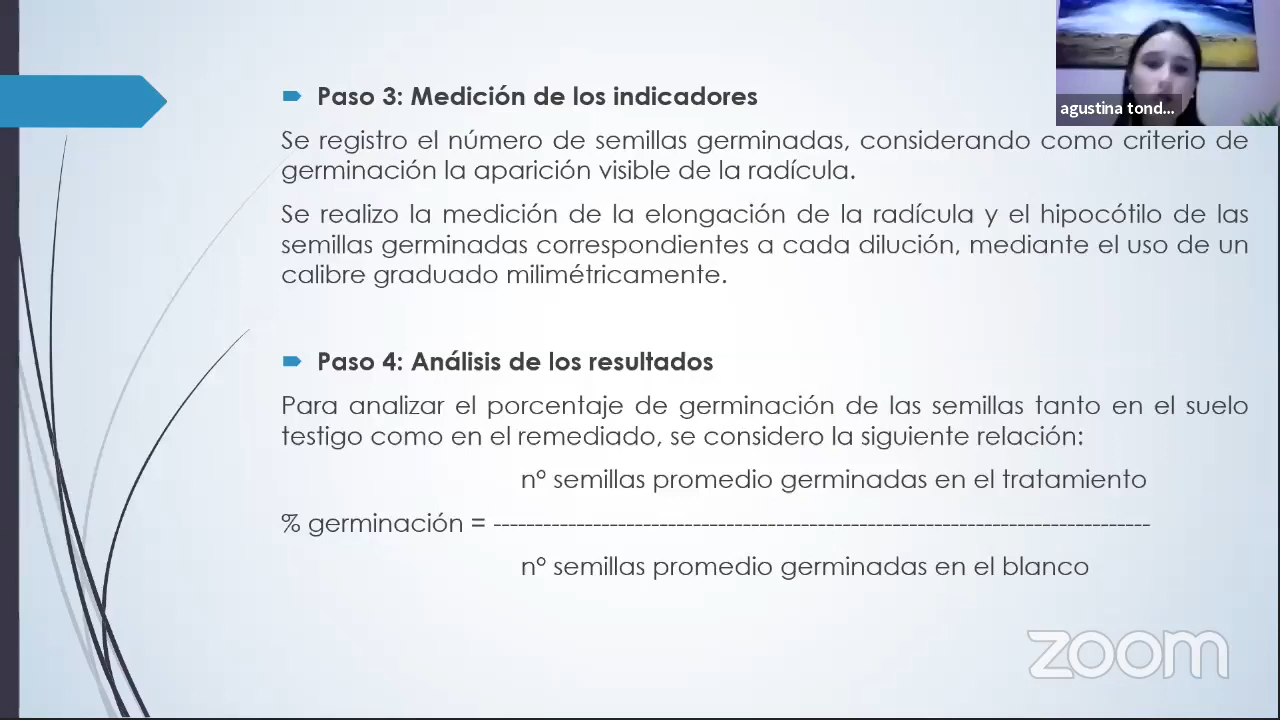 Paso 3: Medición de los indicadores
agustina tond...
Se registro el número de semillas germinadas, considerando como criterio de
germinación la aparición visible de la radícula.
Se realizo la medición de la elongación de la radícula y el hipocótilo de las
semillas germinadas correspondientes a cada dilución, mediante el uso de un
calibre graduado milimétricamente.
Paso 4: Análisis de los resultados
Para analizar el porcentaje de germinación de las semillas tanto en el suelo
testigo como en el remediado, se considero la siguiente relación:
n° semillas promedio germinadas en el tratamiento
% germinación = ------------------------------------------------------------------------------
n° semillas promedio germinadas en el blanco
zoom